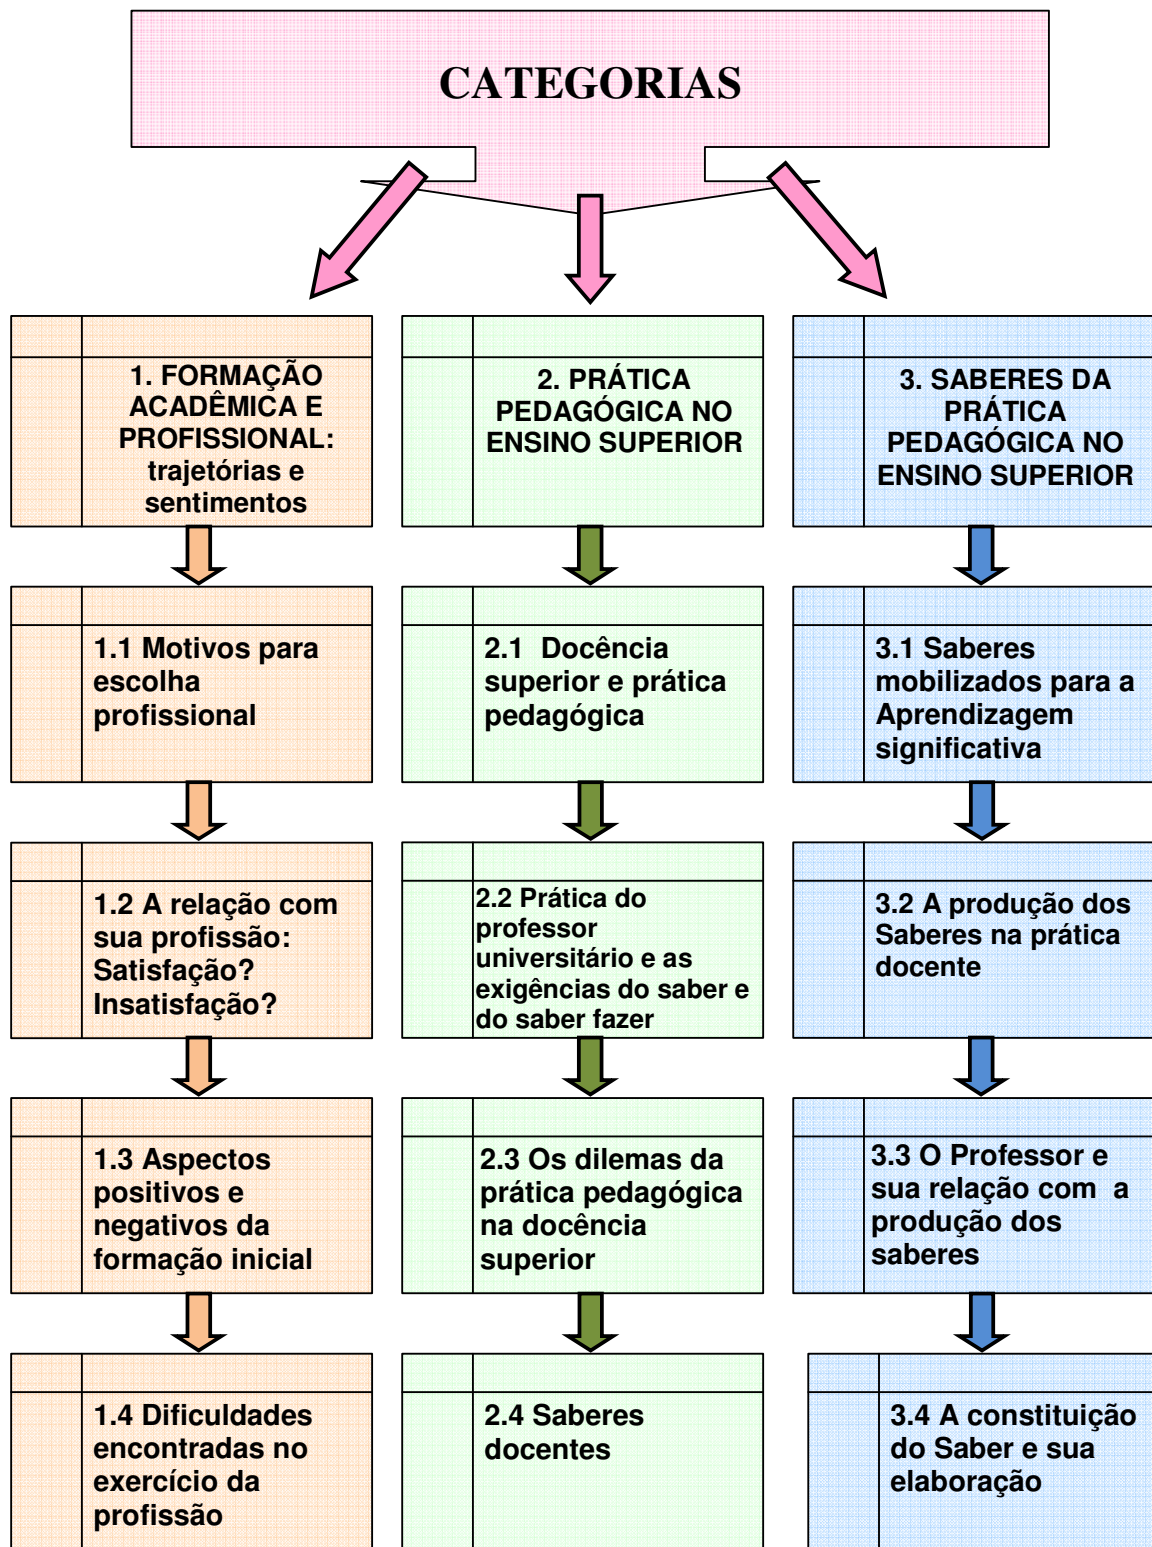 CATEGORIAS
1. FORMAÇÃO
ACADÊMICA E
PROFISSIONAL:
trajetórias e
sentimentos
2. PRÁTICA
PEDAGÓGICA NO
ENSINO SUPERIOR
3. SABERES DA
PRÁTICA
PEDAGÓGICA NO
ENSINO SUPERIOR
1.1 Motivos para
escolha
profissional
2.1 Docência
superior e prática
pedagógica
3.1 Saberes
mobilizados para a
Aprendizagem
significativa
1.2 A relação com
sua profissão:
Satisfação?
Insatisfação?
2.2 Prática do
professor
universitário e as
exigências do saber e
do saber fazer
3.2 A produção dos
Saberes na prática
docente
1.3 Aspectos
positivos e
negativos da
formação inicial
2.3 Os dilemas da
prática pedagógica
na docência
superior
3.3 O Professor e
sua relação com a
produção dos
saberes
1.4 Dificuldades
encontradas no
exercício da
profissão
2.4 Saberes
docentes
3.4 A constituição
do Saber e sua
elaboração